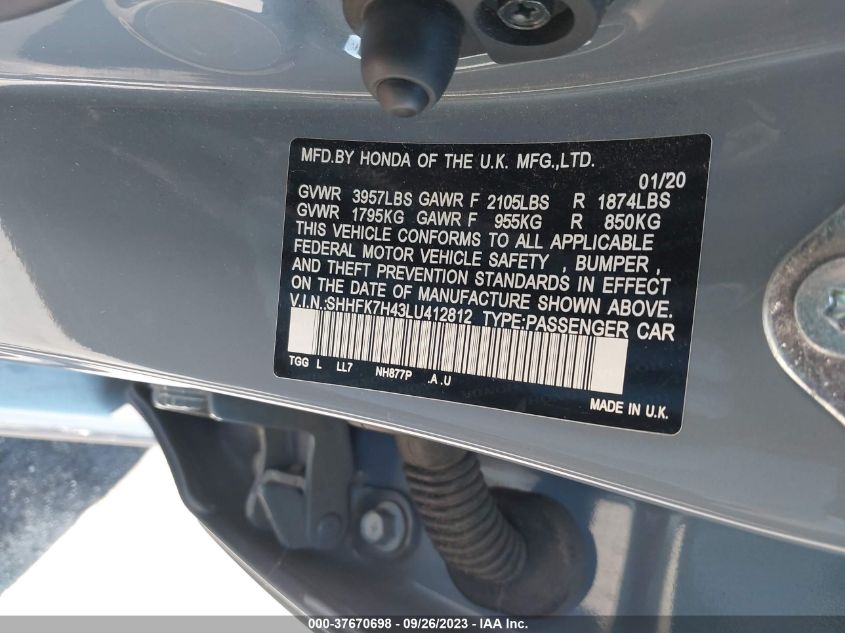 MFD.BY HONDA OF THE U.K. MFG.,LTD.
01/20
GVWR 3957LBS GAWR F 2105LBS R 1874LBS
GVWR 1795KG GAWR F 955KG R 850KG
THIS VEHICLE CONFORMS TO ALL APPLICABLE
FEDERAL MOTOR VEHICLE SAFETY , BUMPER ,
AND THEFT PREVENTION STANDARDS IN EFFECT
ON THE DATE OF MANUFACTURE SHOWN ABOVE.
V.I.N.:SHHFK7H43LU412812 TYPE:PASSENGER CAR
TGG L LL7 NH877P .A.U
MADE IN U.K.
000-37670698 - 09/26/2023 - IAA Inc.